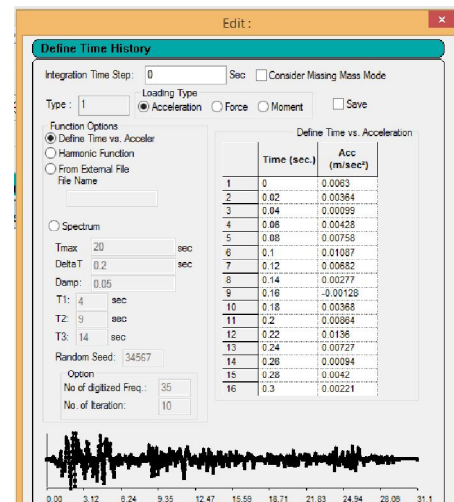 Edit :
Define Time History
Integration Time Step: 0 Sec Consider Missing Mass Mode
Type : 1 Loading Type Acceleration Force Moment Save
Function Options
Define Time vs. Acceler
Harmonic Function
From External File
File Name
Spectrum
Tmax 20 sec
Delta T 0.2 sec
Damp: 0.05
T1: 4 sec
T2: 9 sec
T3: 14 sec
Random Seed: 34567
Option
No of digitized Freq.: 35
No. of Iteration: 10
Define Time vs. Acceleration
Time (sec.) Acc (m/sec²)
1 0 0.0063
2 0.02 0.00364
3 0.04 0.00099
4 0.06 0.00428
5 0.08 0.00758
6 0.1 0.01087
7 0.12 0.00682
8 0.14 0.00277
9 0.16 -0.00128
10 0.18 0.00368
11 0.2 0.00864
12 0.22 0.0136
13 0.24 0.00727
14 0.26 0.00094
15 0.28 0.0042
16 0.3 0.00221
0.00 3.12 6.24 9.35 12.47 15.59 18.71 21.83 24.94 28.06 31.1